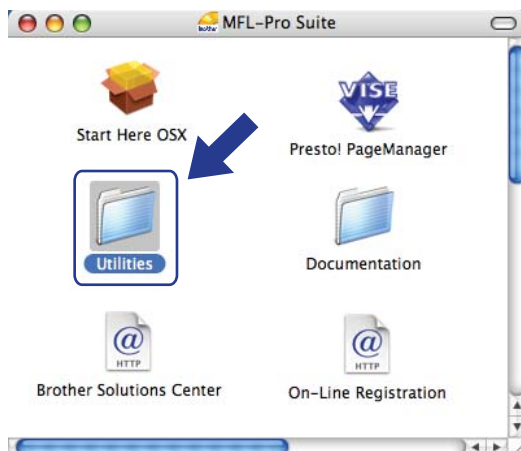 MFL-Pro Suite
Start Here OSX
VISE
Presto! PageManager
Utilities
Documentation
@
HTTP
Brother Solutions Center
@
HTTP
On-Line Registration